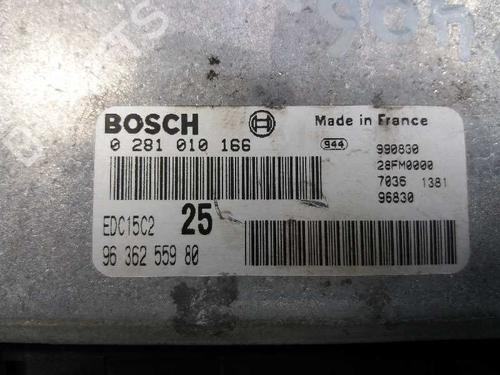 BOSCH
Made in France
0 281 010 166
944
990830
28FM0000
7036 1381
96830
EDC15C2 25
96 362 559 80